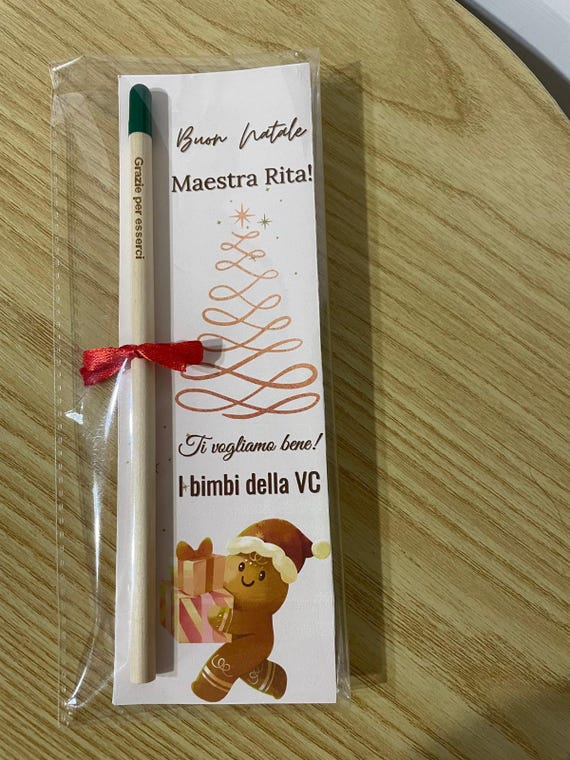 Buon Natale
Maestra Rita!
Grazie per esserci
Ti vogliamo bene!
I bimbi della VC